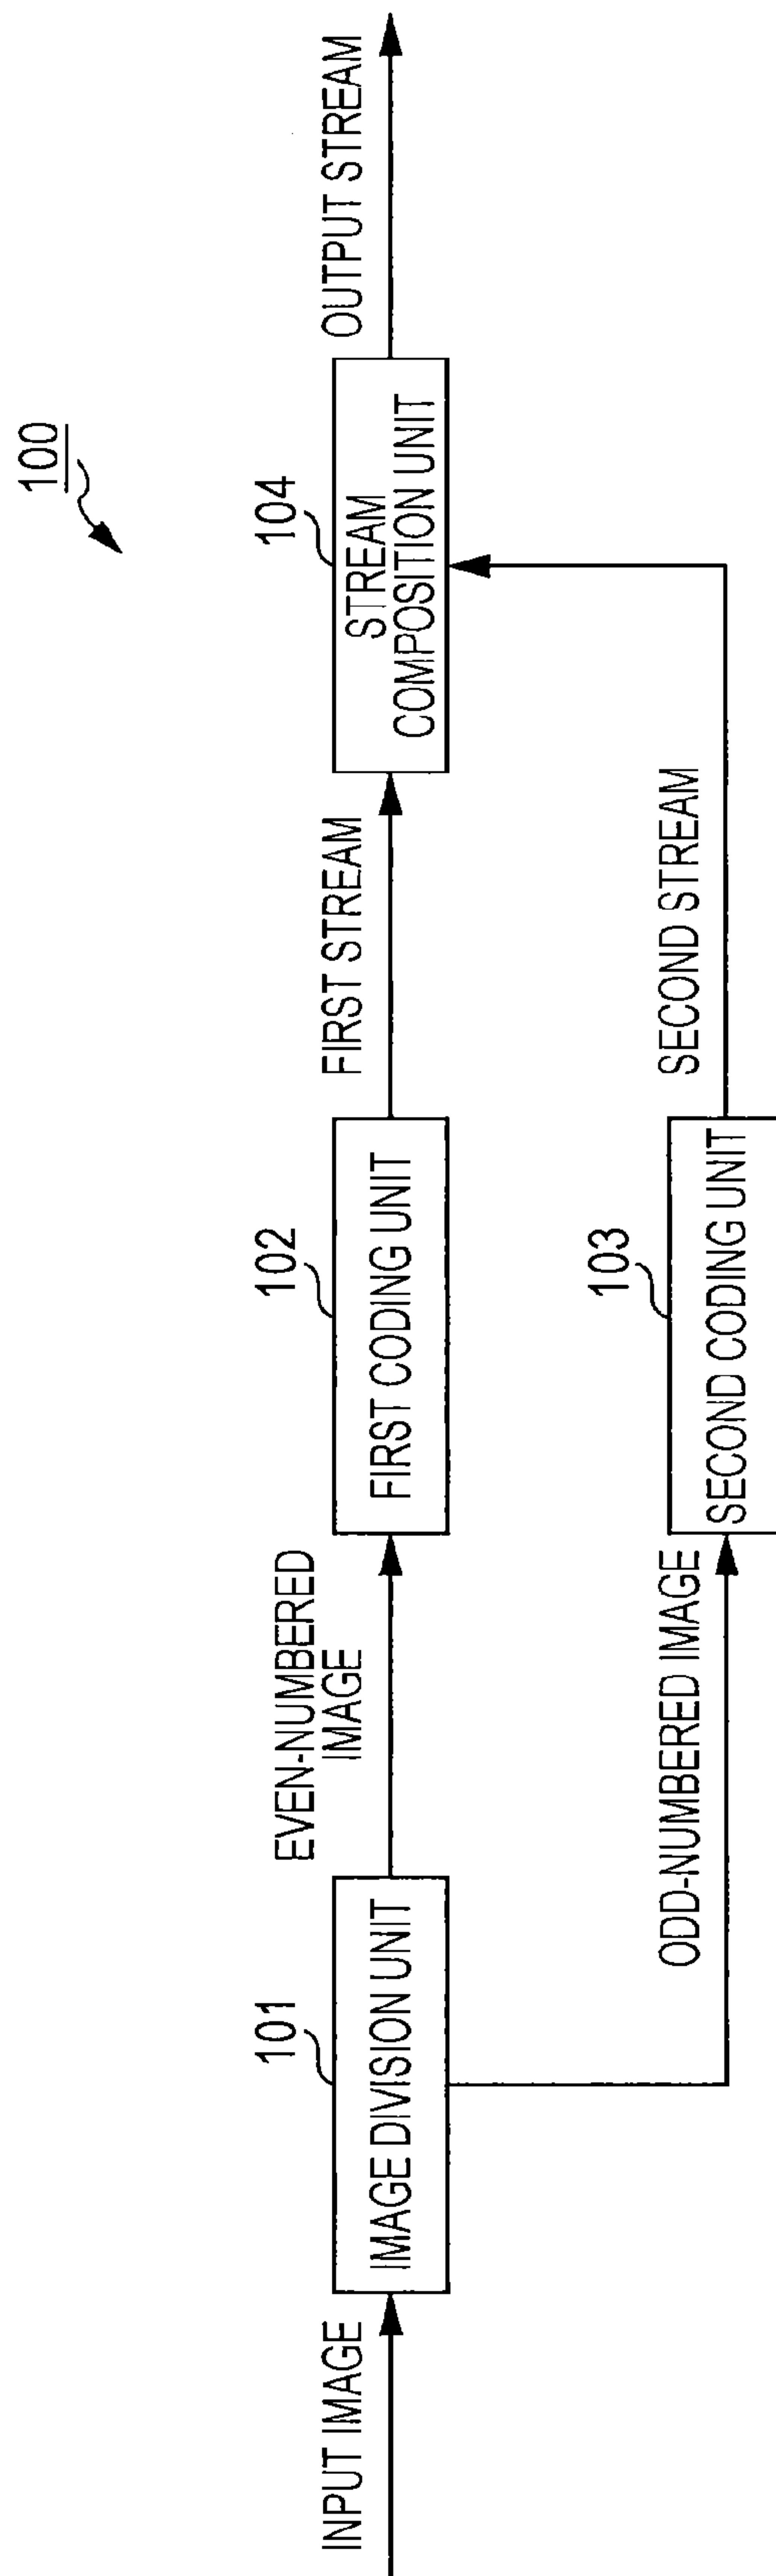 100
INPUT IMAGE
101
IMAGE DIVISION UNIT
EVEN-NUMBERED
IMAGE
102
FIRST CODING UNIT
FIRST STREAM
104
STREAM
COMPOSITION UNIT
OUTPUT STREAM
ODD-NUMBERED IMAGE
103
SECOND CODING UNIT
SECOND STREAM